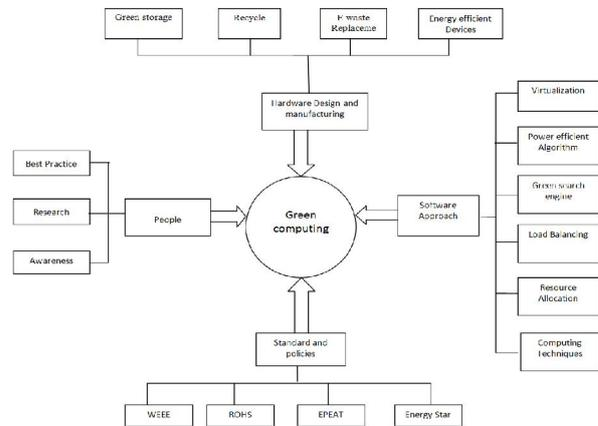 Green storage
Recycle
E waste
Replaceme
Energy efficient
Devices
Hardware Design and
manufacturing
Virtualization
Power efficient
Algorithm
Best Practice
Green search
engine
Research
People
Green
computing
Software
Approach
Load Balancing
Awareness
Resource
Allocation
Standard and
policies
Computing
Techniques
WEEE
ROHS
EPEAT
Energy Star